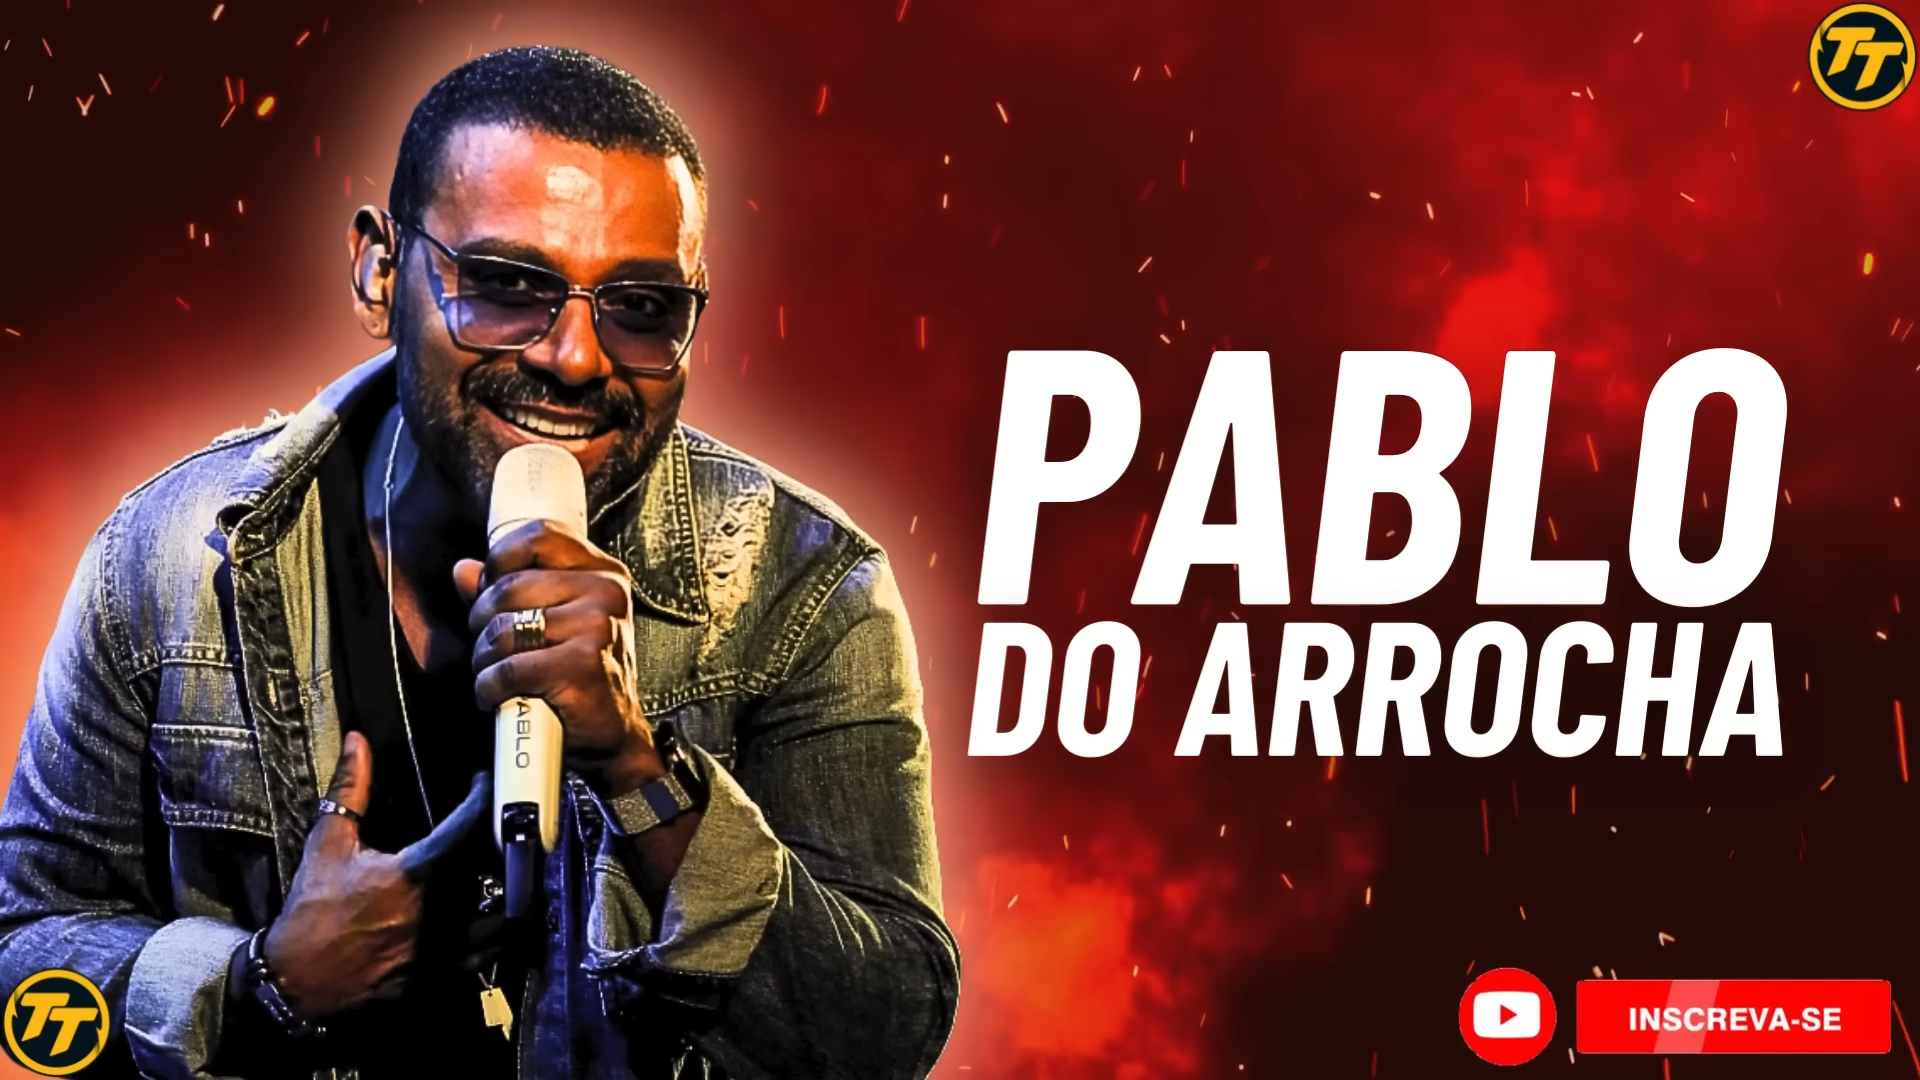 TT
PABLO
DO ARROCHA
ABLO
TT
INSCREVA-SE